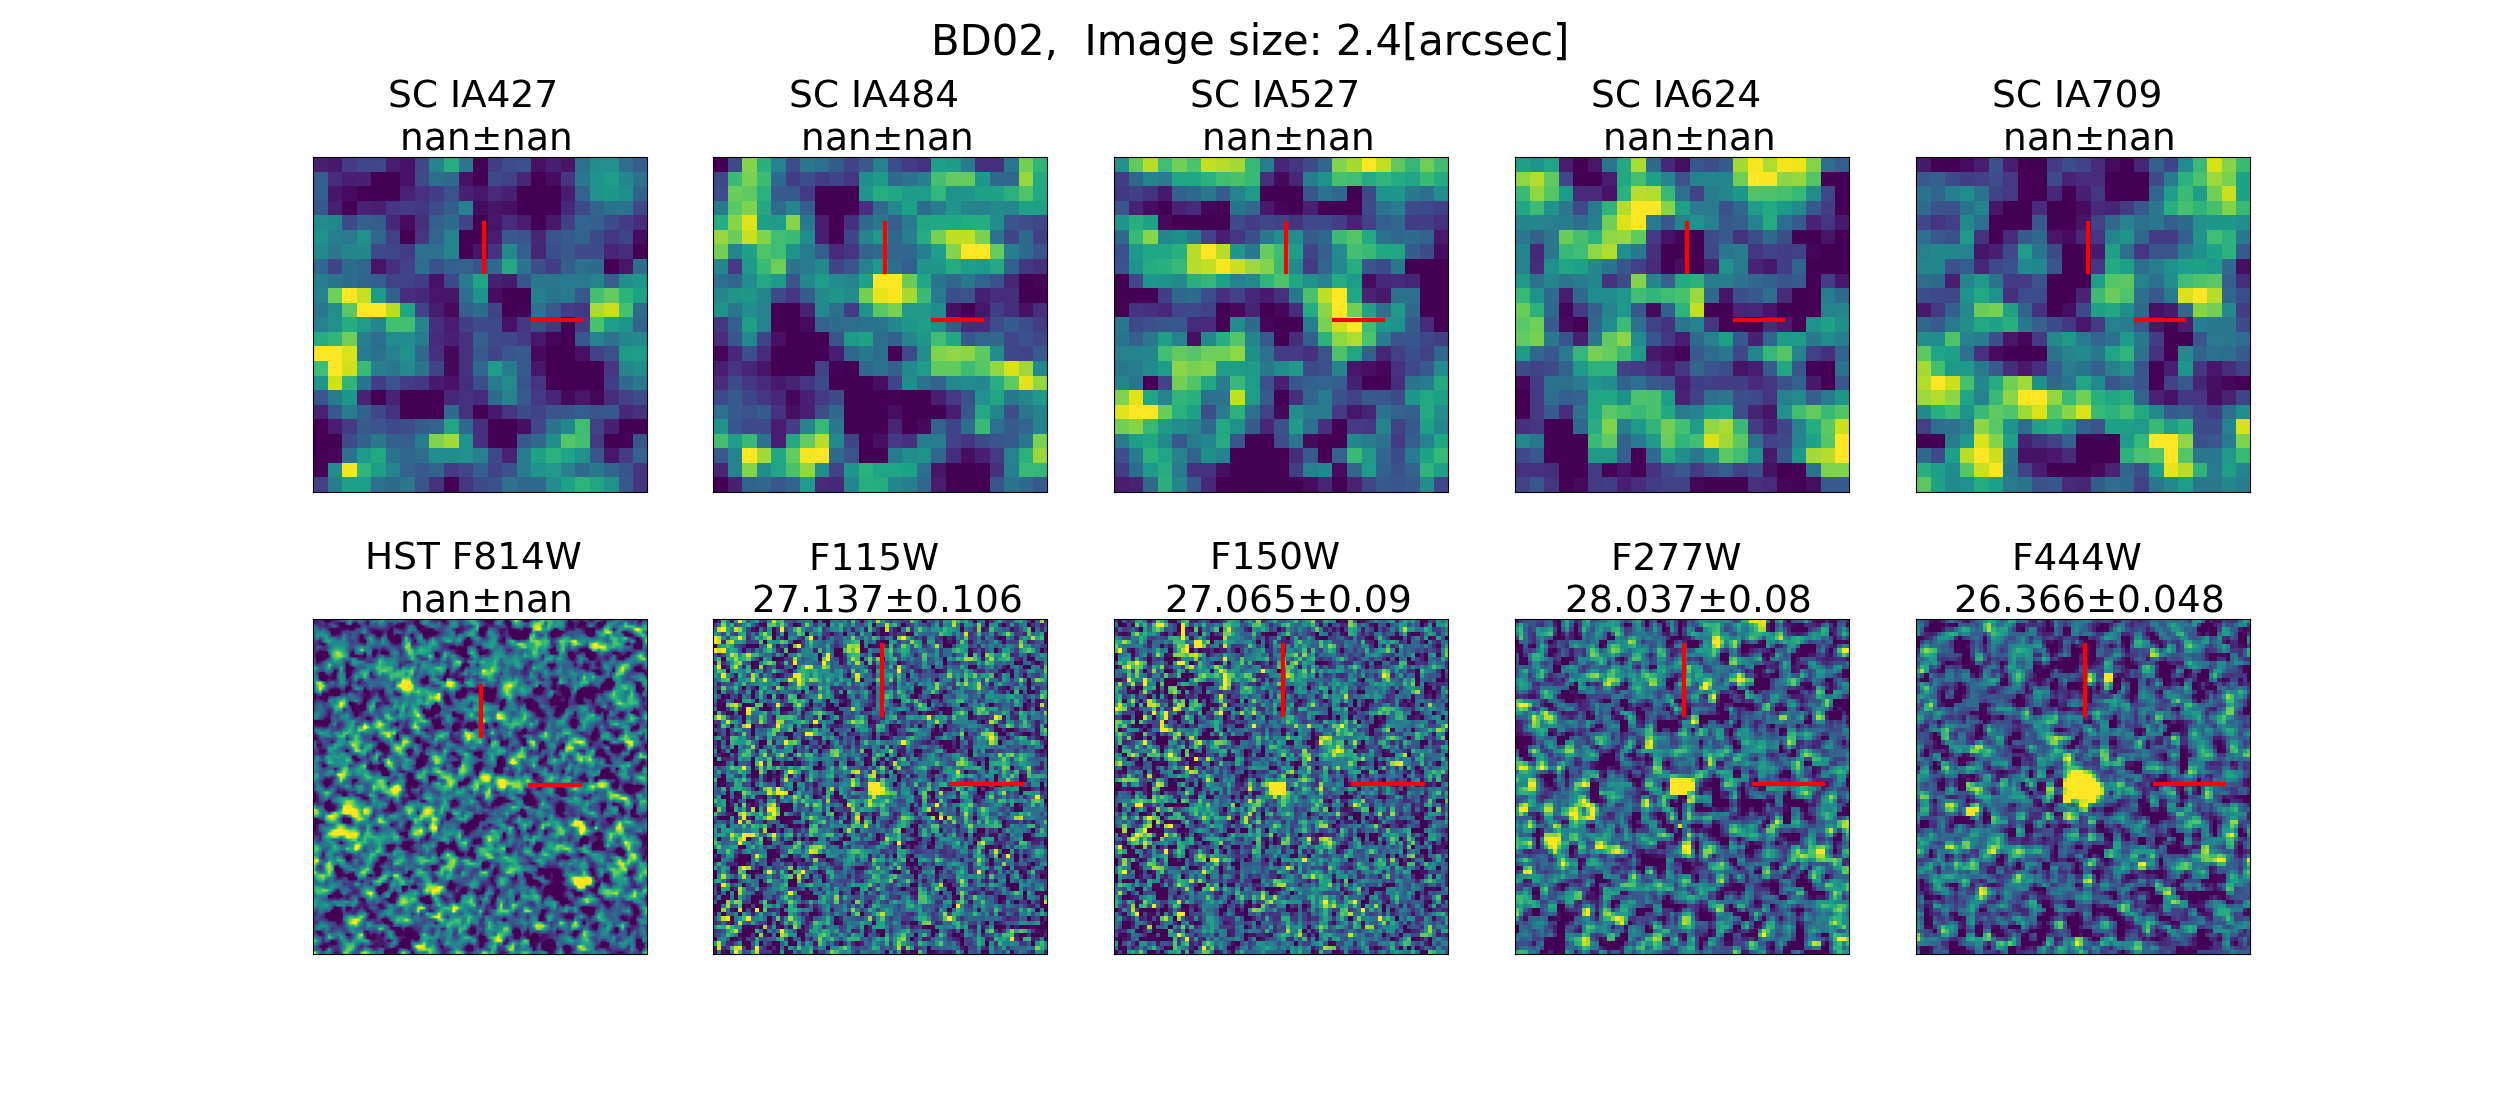 BD02,  Image size: 2.4[arcsec]
SC IA427
nan±nan
SC IA484
nan±nan
SC IA527
nan±nan
SC IA624
nan±nan
SC IA709
nan±nan
HST F814W
nan±nan
F115W
27.137±0.106
F150W
27.065±0.09
F277W
28.037±0.08
F444W
26.366±0.048